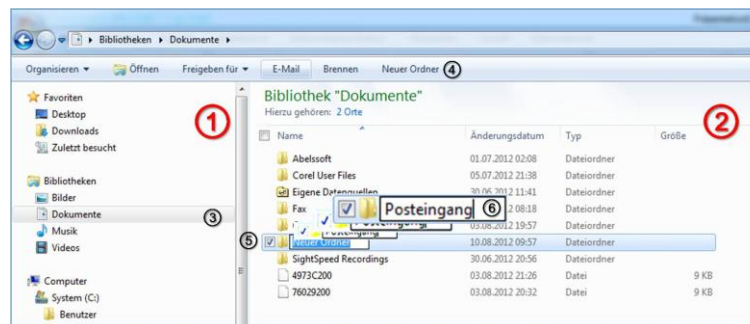 Bibliotheken Dokumente
Organisieren Öffnen Freigeben für E-Mail Brennen Neuer Ordner 4
Favoriten
Desktop
Downloads
Zuletzt besucht
Bibliotheken
Bilder
Dokumente 3
Musik
Videos
Computer
System (C:)
Benutzer
1
Bibliothek "Dokumente"
Hierzu gehören: 2 Orte
2
Name Änderungsdatum Typ Größe
Abelssoft 01.07.2012 02:08 Dateiordner
Corel User Files 05.07.2012 21:38 Dateiordner
Eigene Datenquellen 30.06.2012 11:41 Dateiordner
Fax 2012 08:18 Dateiordner
Posteingang 6
03.08.2012 19:57 Dateiordner
Posteingang
5 Neuer Ordner 10.08.2012 09:57 Dateiordner
SightSpeed Recordings 30.06.2012 20:56 Dateiordner
4973C200 03.08.2012 21:26 Datei 9 KB
76029200 03.08.2012 20:32 Datei 9 KB